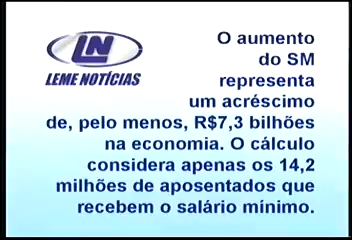 LN
LEME NOTÍCIAS
O aumento
do SM
representa
um acréscimo
de, pelo menos, R$7,3 bilhões
na economia. O cálculo
considera apenas os 14,2
milhões de aposentados que
recebem o salário mínimo.